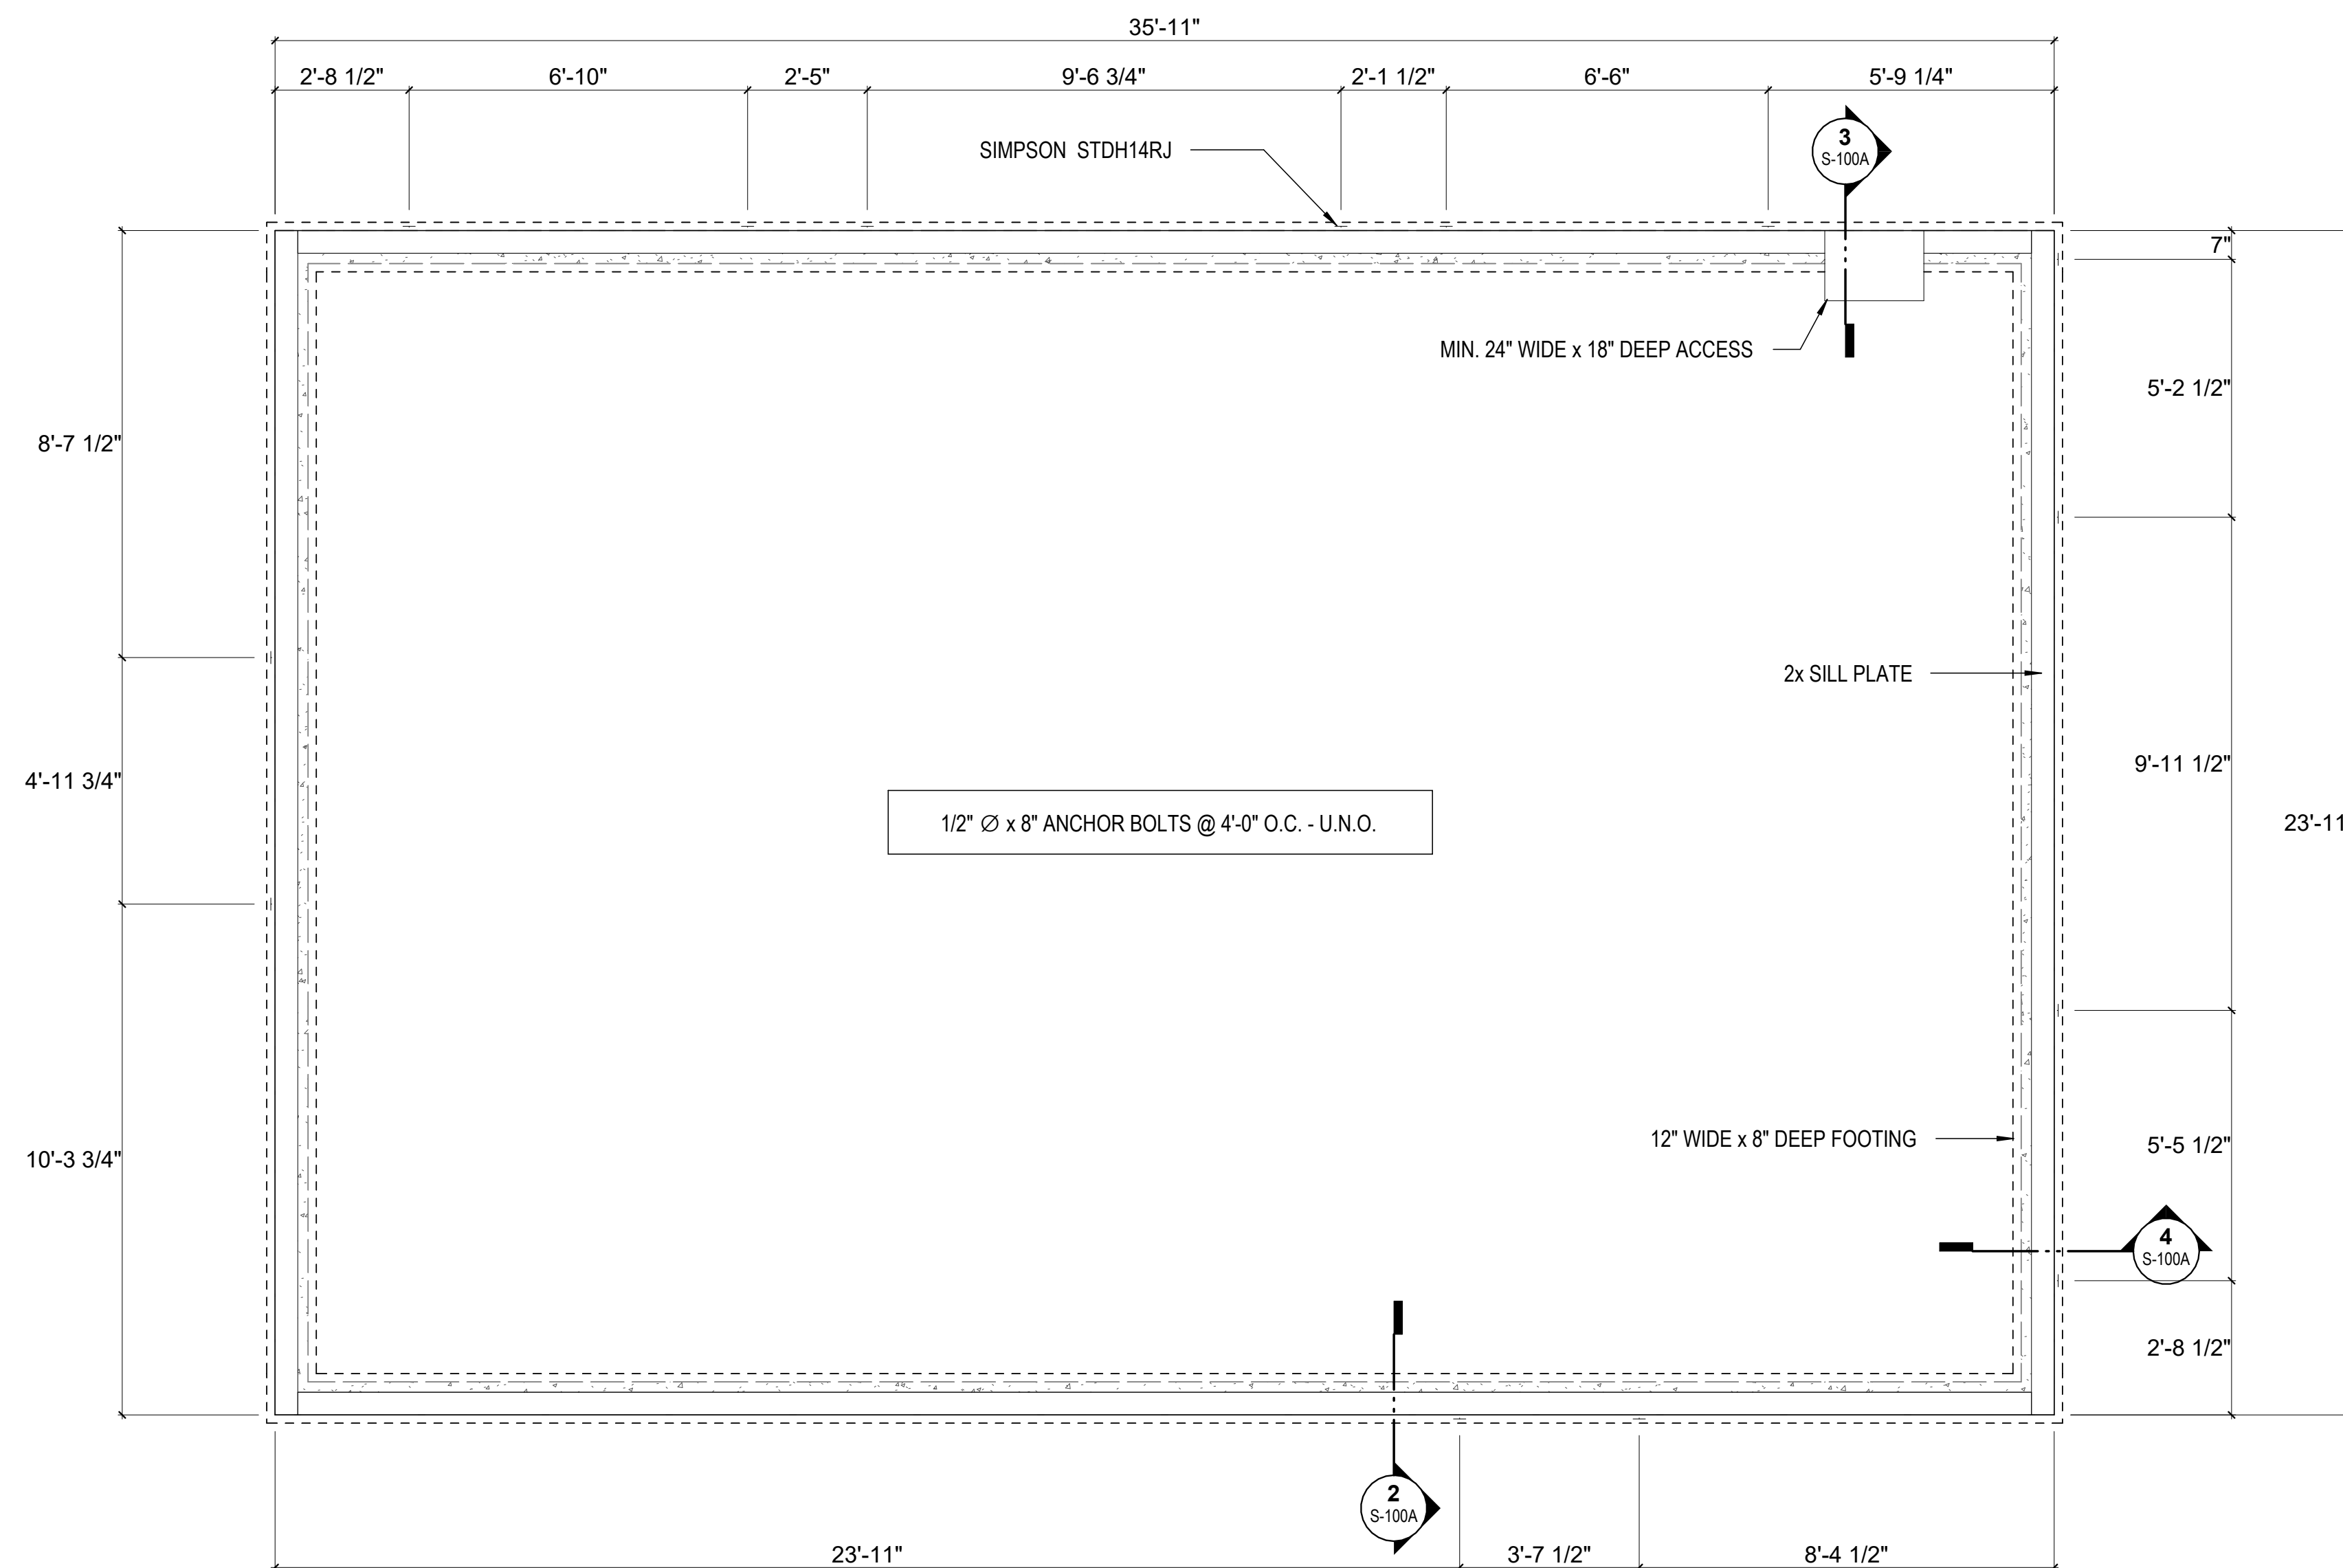 35'-11"
2'-8 1/2" 6'-10" 2'-5" 9'-6 3/4" 2'-1 1/2" 6'-6" 5'-9 1/4"
3
S-100A
SIMPSON STDH14RJ
7"
MIN. 24" WIDE x 18" DEEP ACCESS
5'-2 1/2"
8'-7 1/2"
2x SILL PLATE
9'-11 1/2"
4'-11 3/4"
1/2" Ø x 8" ANCHOR BOLTS @ 4'-0" O.C. - U.N.O.
23'-11
12" WIDE x 8" DEEP FOOTING
5'-5 1/2"
10'-3 3/4"
4
S-100A
2'-8 1/2"
2
S-100A
23'-11" 3'-7 1/2" 8'-4 1/2"